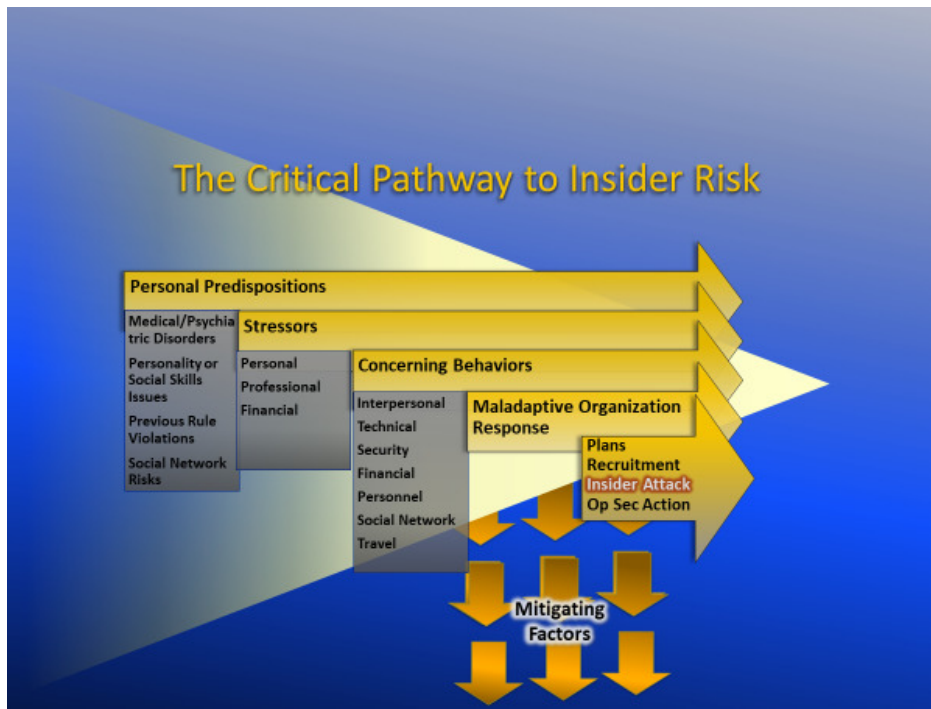 The Critical Pathway to Insider Risk
Personal Predispositions
Medical/Psychia
tric Disorders
Personality or
Social Skills
Issues
Previous Rule
Violations
Social Network
Risks
Stressors
Personal
Professional
Financial
Concerning Behaviors
Interpersonal
Technical
Security
Financial
Personnel
Social Network
Travel
Maladaptive Organization
Response
Plans
Recruitment
Insider Attack
Op Sec Action
Mitigating
Factors